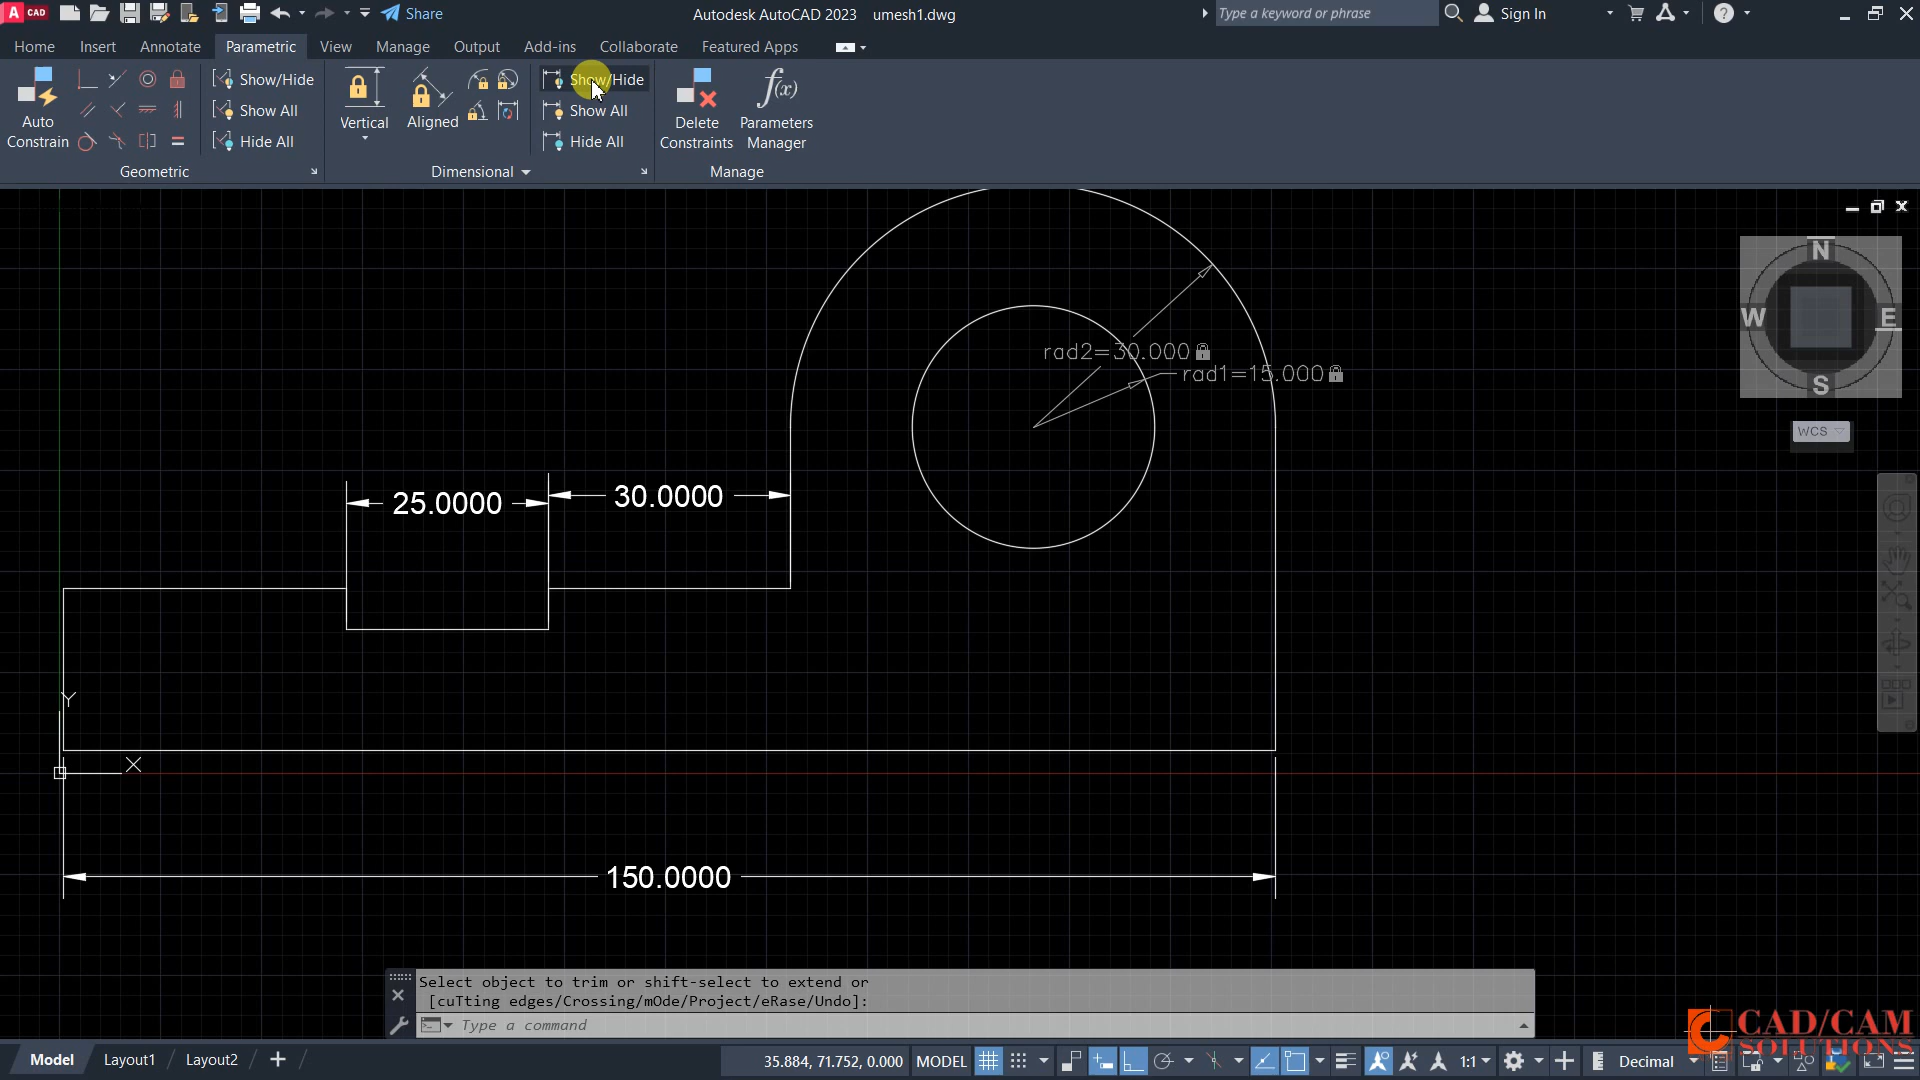 A CAD
Share
Autodesk AutoCAD 2023 umesh1.dwg
Type a keyword or phrase
Sign In
Home Insert Annotate Parametric View Manage Output Add-ins Collaborate Featured Apps
Auto
Constrain
Show/Hide
Show All
Hide All
Geometric
Vertical
Aligned
Show/Hide
Show All
Hide All
Dimensional
Delete
Constraints
Parameters
Manager
Manage
N
W
E
S
WCS
rad2=30.000
rad1=15.000
25.0000
30.0000
Y
X
150.0000
Select object to trim or shift-select to extend or
[cuTting edges/Crossing/mOde/Project/eRase/Undo]:
Type a command
CAD/CAM
SOLUTIONS
Model Layout1 Layout2
35.884, 71.752, 0.000 MODEL
1:1
Decimal